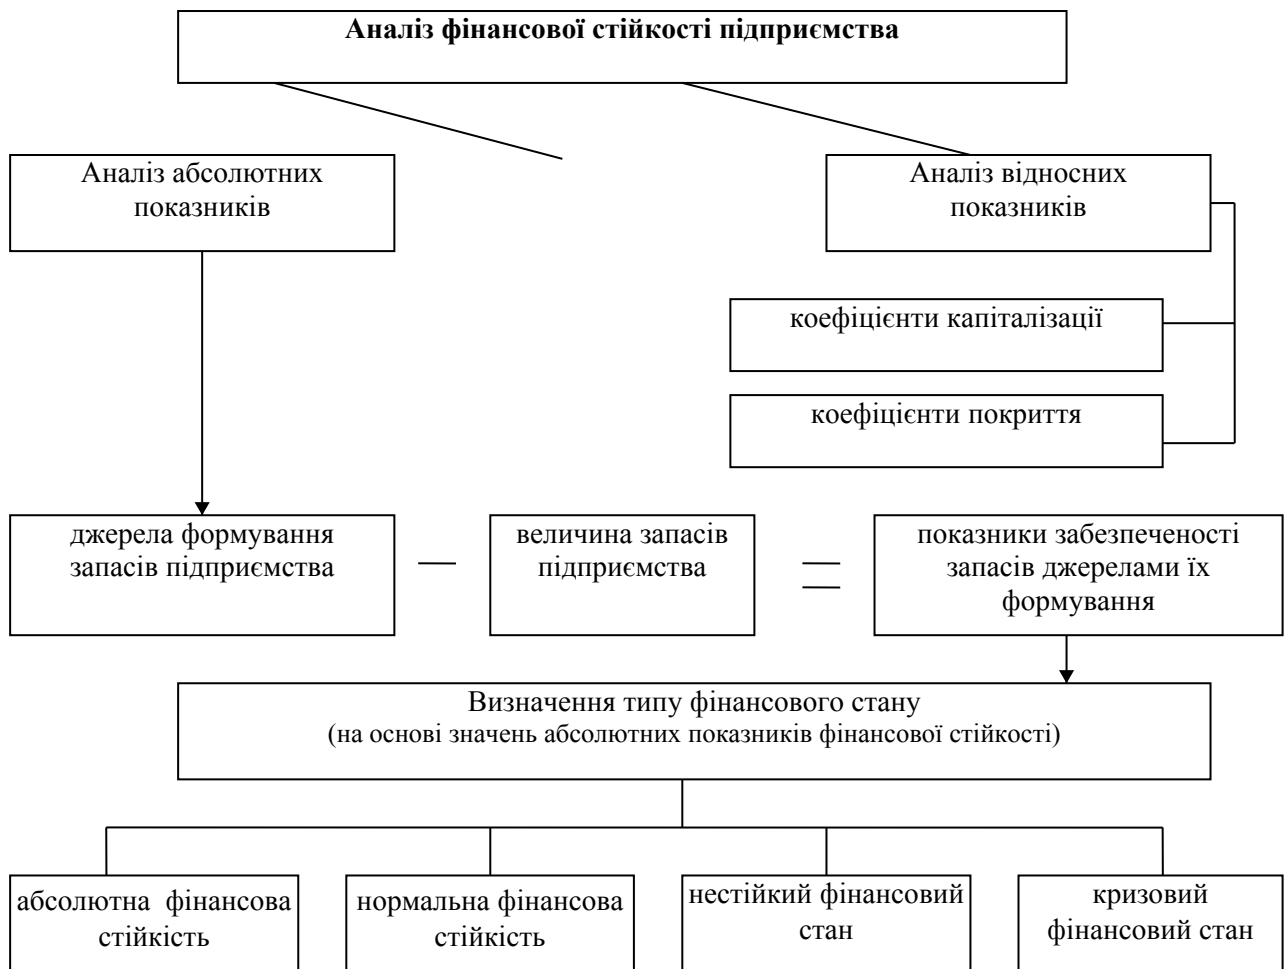 Аналіз фінансової стійкості підприємства
Аналіз абсолютних
показників
Аналіз відносних
показників
коефіцієнти капіталізації
коефіцієнти покриття
джерела формування
запасів підприємства
—
величина запасів
підприємства
=
показники забезпеченості
запасів джерелами їх
формування
Визначення типу фінансового стану
(на основі значень абсолютних показників фінансової стійкості)
абсолютна фінансова
стійкість
нормальна фінансова
стійкість
нестійкий фінансовий
стан
кризовий
фінансовий стан